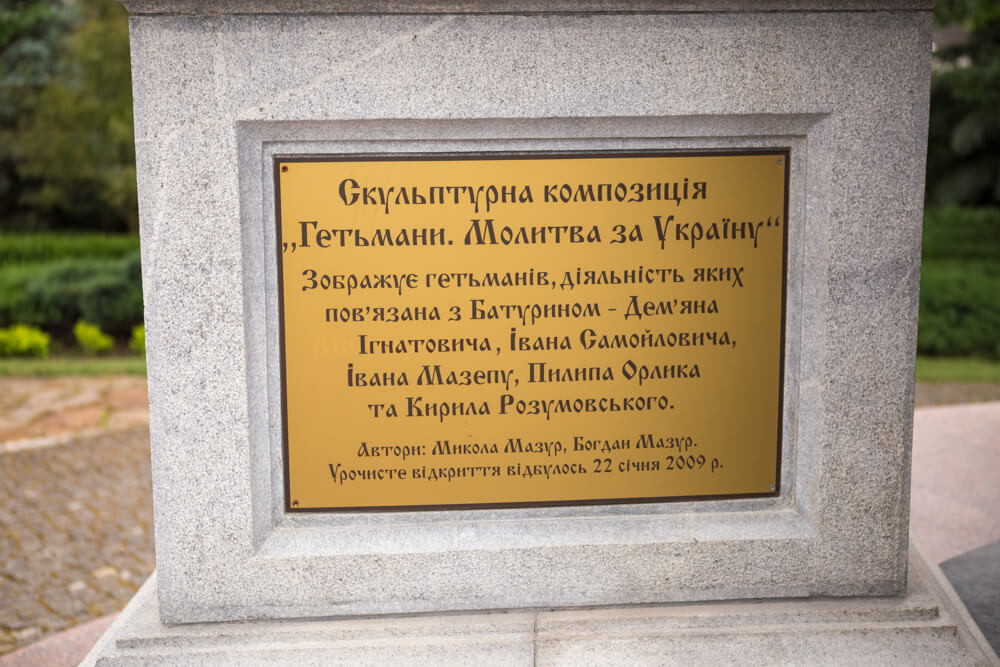 Скульптурна композиція
„Гетьмани. Молитва за Україну“
Зображує гетьманів, діяльність яких
пов'язана з Батурином - Дем'яна
Ігнатовича, Івана Самойловича,
Івана Мазепу, Пилипа Орлика
та Кирила Розумовського.
Автори: Микола Мазур, Богдан Мазур.
Урочисте відкриття відбулось 22 січня 2009 р.